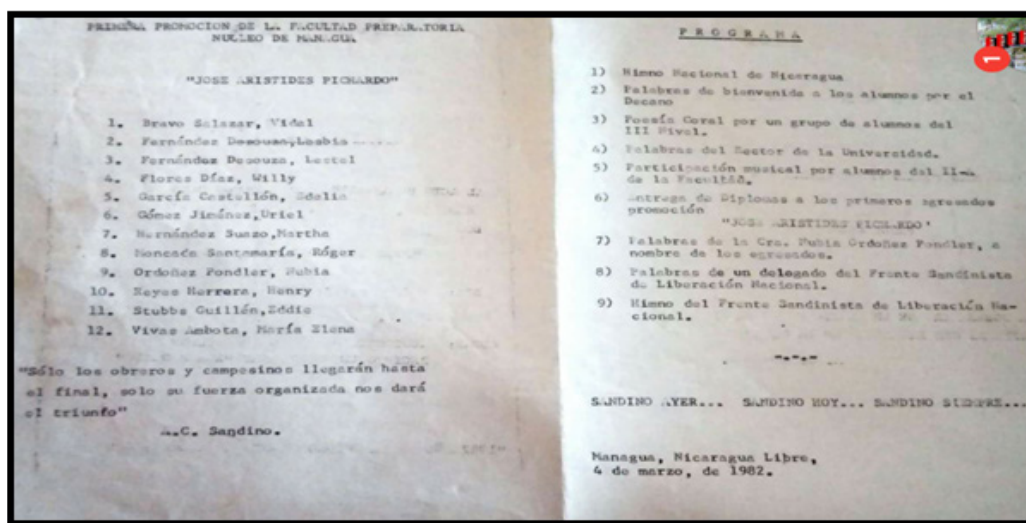 PRIMERA PROMOCION DE LA FACULTAD PREPARATORIA
NUCLEO DE MANAGUA
"JOSE ARISTIDES PICHARDO"
1. Bravo Salazar, Vidal
2. Fernández Desouza, Lesbia
3. Fernández Desouza, Lestel
4. Flores Díaz, Willy
5. García Castellón, Edelia
6. Gómez Jiménez, Uriel
7. Hernández Suazo, Martha
8. Moncada Santamaría, Róger
9. Ordoñez Pondler, Nubia
10. Reyes Herrera, Henry
11. Stubbs Guillén, Eddie
12. Vivas Ambota, María Elena
"Sólo los obreros y campesinos llegarán hasta
el final, solo su fuerza organizada nos dará
el triunfo"
A.C. Sandino.
PROGRAMA
1) Himno Nacional de Nicaragua
2) Palabras de bienvenida a los alumnos por el
Decano
3) Poesía Coral por un grupo de alumnos del
III Nivel.
4) Palabras del Rector de la Universidad.
5) Participación musical por alumnos del
de la Facultad.
6) Entrega de Diplomas a los primeros egresados
promoción
"JOSE ARISTIDES PICHARDO"
7) Palabras de la Cra. Nubia Ordoñez Pondler, a
nombre de los egresados.
8) Palabras de un delegado del Frente Sandinista
de Liberación Nacional.
9) Himno del Frente Sandinista de Liberación Na-
cional.
-.-.-
SANDINO AYER... SANDINO HOY... SANDINO SIEMPRE...
Managua, Nicaragua Libre,
4 de marzo, de 1982.
1